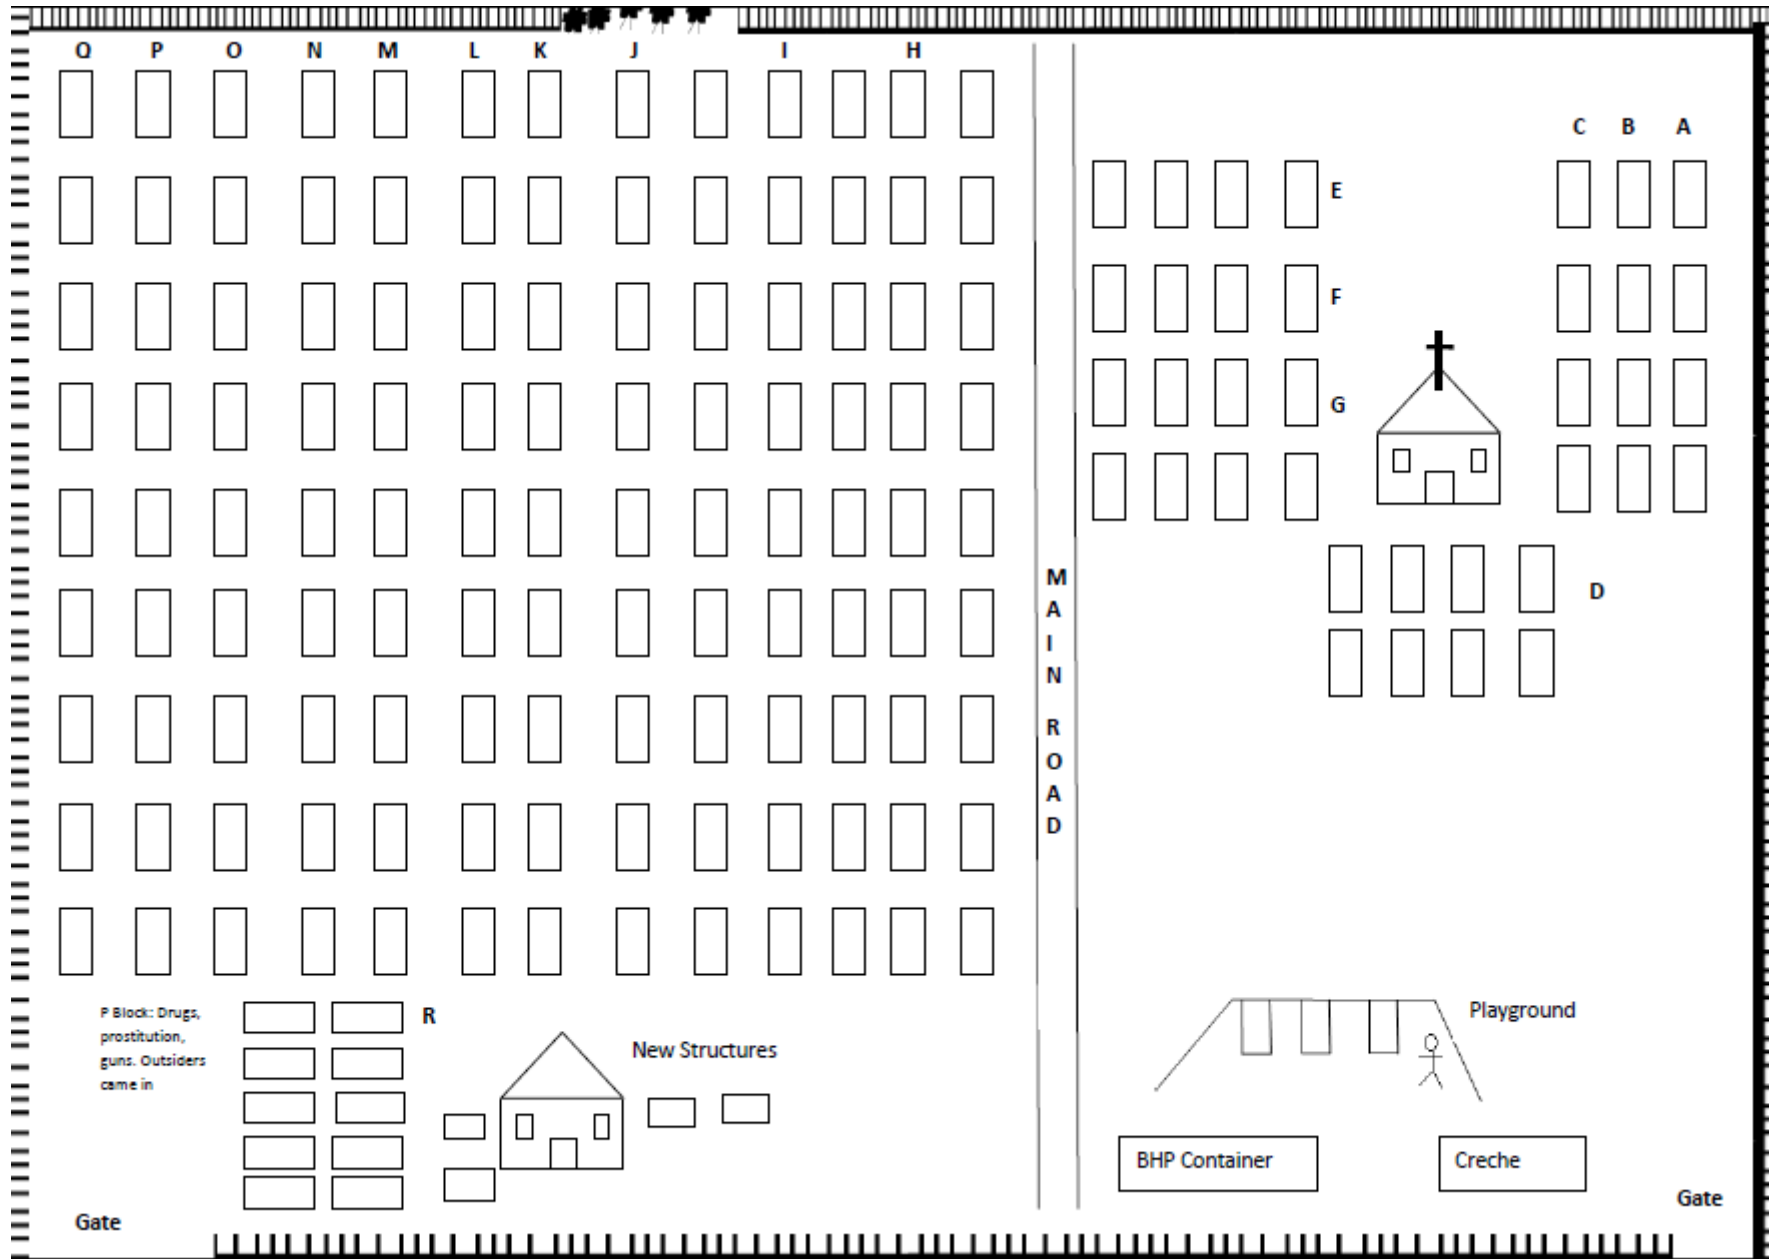 Q P O N M L K J I H
C B A
E
F
G
D
M
A
I
N
R
O
A
D
P Block: Drugs,
prostitution,
guns. Outsiders
came in
R
New Structures
Playground
BHP Container
Creche
Gate
Gate